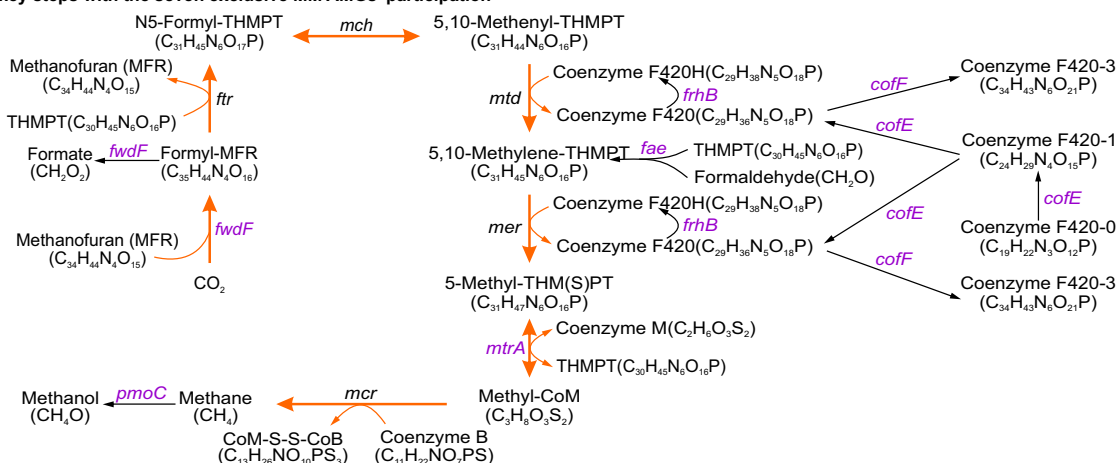 N5-Formyl-THMPT
(C₃₁H₄₅N₆O₁₇P)
mch
5,10-Methenyl-THMPT
(C₃₁H₄₄N₆O₁₆P)
Methanofuran (MFR)
(C₃₄H₄₄N₄O₁₅)
ftr
THMPT(C₃₀H₄₅N₆O₁₆P)
mtd
Coenzyme F420H(C₂₉H₃₈N₅O₁₈P)
frhB
Coenzyme F420(C₂₉H₃₆N₅O₁₈P)
cofF
Coenzyme F420-3
(C₃₄H₄₃N₆O₂₁P)
cofE
Formate
(CH₂O₂)
fwdF
Formyl-MFR
(C₃₅H₄₄N₄O₁₆)
5,10-Methylene-THMPT
(C₃₁H₄₅N₆O₁₆P)
fae
THMPT(C₃₀H₄₅N₆O₁₆P)
Formaldehyde(CH₂O)
Coenzyme F420-1
(C₂₄H₂₉N₄O₁₅P)
fwdF
Methanofuran (MFR)
(C₃₄H₄₄N₄O₁₅)
CO₂
mer
Coenzyme F420H(C₂₉H₃₈N₅O₁₈P)
frhB
Coenzyme F420(C₂₉H₃₆N₅O₁₈P)
cofE
cofE
Coenzyme F420-0
(C₁₉H₂₂N₃O₁₂P)
cofF
Coenzyme F420-3
(C₃₄H₄₃N₆O₂₁P)
5-Methyl-THM(S)PT
(C₃₁H₄₇N₆O₁₆P)
mtrA
Coenzyme M(C₂H₆O₃S₂)
THMPT(C₃₀H₄₅N₆O₁₆P)
Methanol
(CH₄O)
pmoC
Methane
(CH₄)
mcr
Methyl-CoM
(C₃H₈O₃S₂)
CoM-S-S-CoB
(C₁₃H₂₆NO₁₀PS₃)
Coenzyme B
(C₁₁H₂₂NO₇PS)